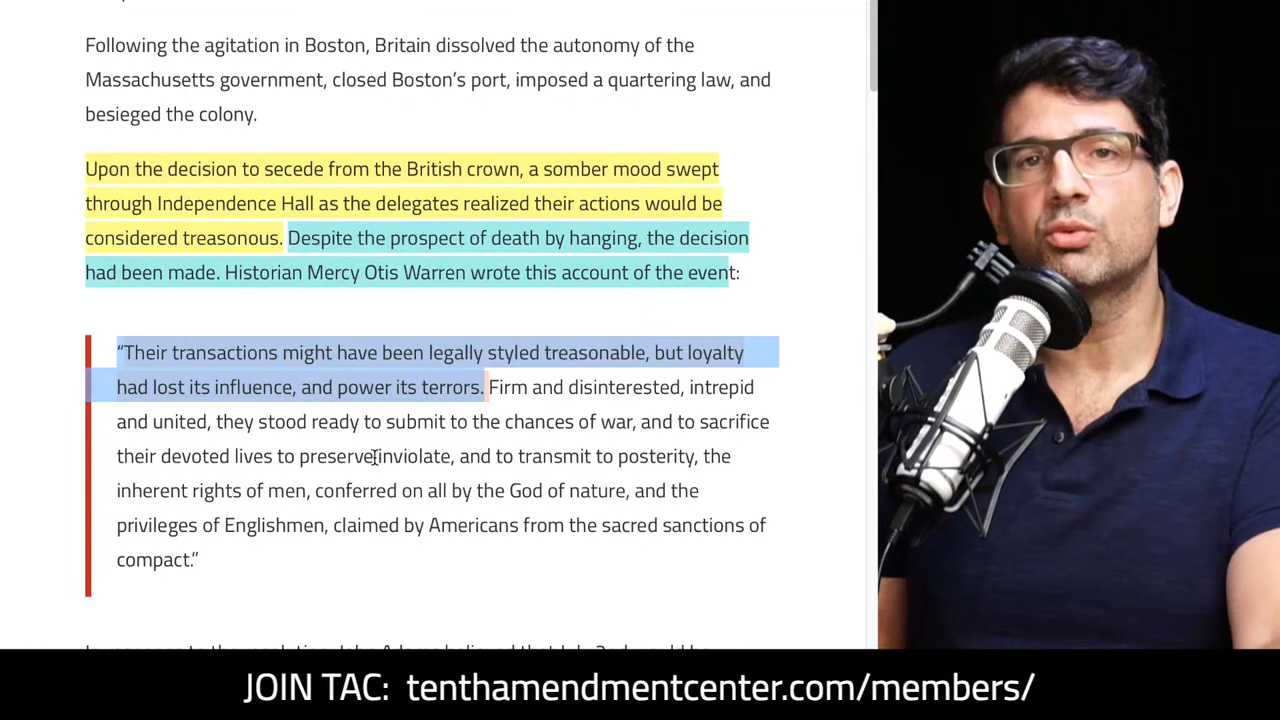 Following the agitation in Boston, Britain dissolved the autonomy of the
Massachusetts government, closed Boston's port, imposed a quartering law, and
besieged the colony.
Upon the decision to secede from the British crown, a somber mood swept
through Independence Hall as the delegates realized their actions would be
considered treasonous. Despite the prospect of death by hanging, the decision
had been made. Historian Mercy Otis Warren wrote this account of the event:
“Their transactions might have been legally styled treasonable, but loyalty
had lost its influence, and power its terrors. Firm and disinterested, intrepid
and united, they stood ready to submit to the chances of war, and to sacrifice
their devoted lives to preserve inviolate, and to transmit to posterity, the
inherent rights of men, conferred on all by the God of nature, and the
privileges of Englishmen, claimed by Americans from the sacred sanctions of
compact.”
JOIN TAC: tenthamendmentcenter.com/members/